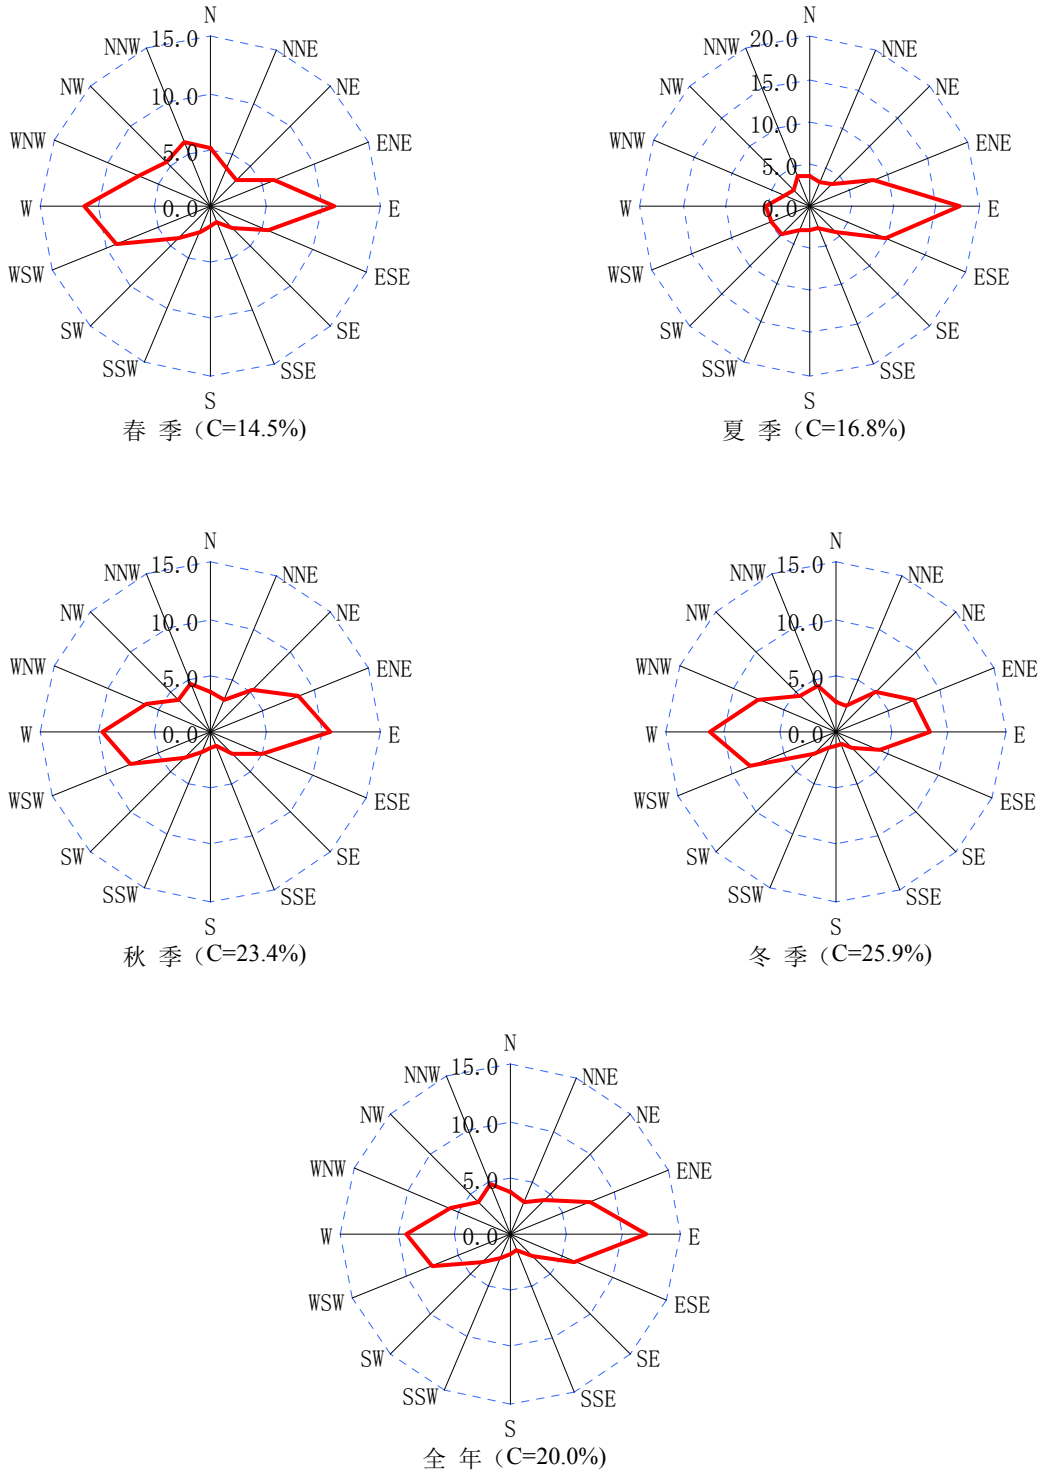 N
15.0
NNW
NNE
NW
NE
10.0
WNW
ENE
5.0
W
0.0
E
WSW
ESE
SW
SE
SSW
SSE
S
春 季（C=14.5%)
N
20.0
NNW
NNE
15.0
NW
NE
10.0
WNW
ENE
5.0
W
0.0
E
WSW
ESE
SW
SE
SSW
SSE
S
夏 季（C=16.8%)
N
15.0
NNW
NNE
NW
NE
10.0
WNW
ENE
5.0
W
0.0
E
WSW
ESE
SW
SE
SSW
SSE
S
秋 季（C=23.4%)
N
15.0
NNW
NNE
NW
NE
10.0
WNW
ENE
5.0
W
0.0
E
WSW
ESE
SW
SE
SSW
SSE
S
冬 季（C=25.9%)
N
15.0
NNW
NNE
NW
NE
10.0
WNW
ENE
5.0
W
0.0
E
WSW
ESE
SW
SE
SSW
SSE
S
全 年（C=20.0%)